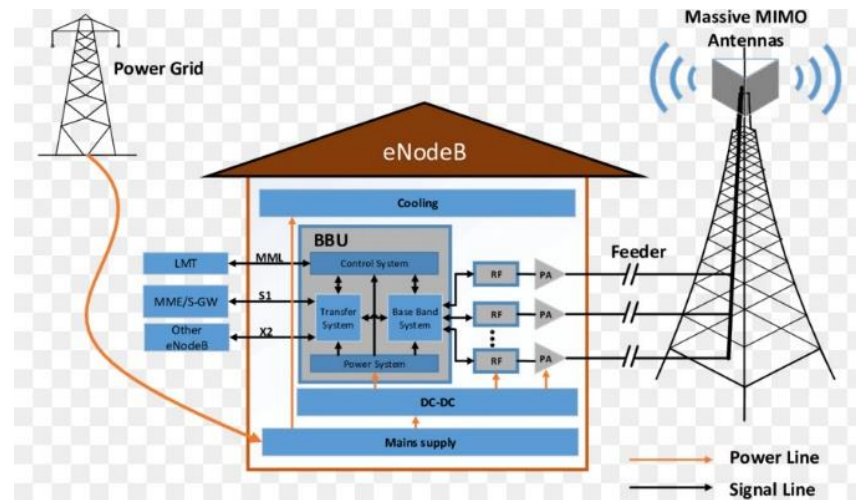 Massive MIMO
Antennas
Power Grid
eNodeB
Cooling
BBU
Feeder
LMT
MML
Control System
RF
PA
MME/S-GW
S1
Transfer
System
Base Band
System
RF
PA
Other
eNodeB
X2
RF
PA
Power System
DC-DC
Mains supply
Power Line
Signal Line